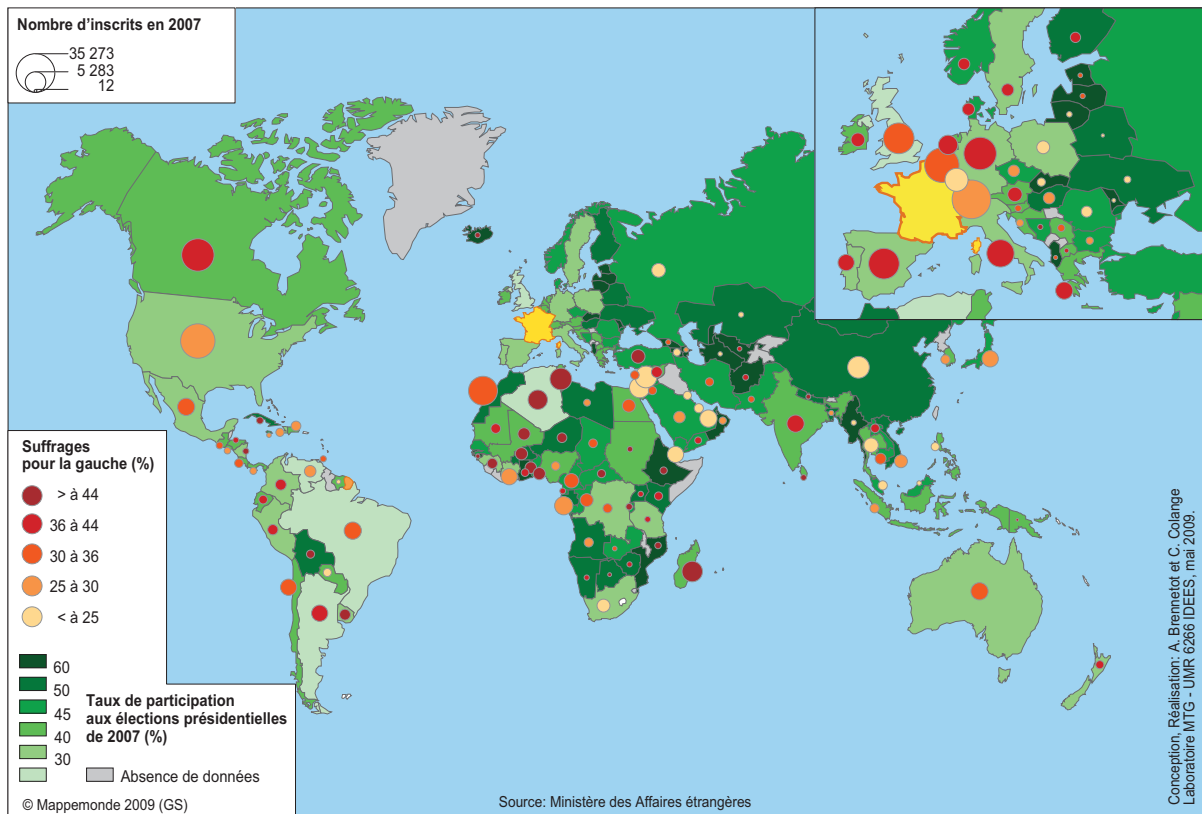 Nombre d’inscrits en 2007
35 273
5 283
12
Suffrages
pour la gauche (%)
> à 44
36 à 44
30 à 36
25 à 30
< à 25
60
50
45
40
30
Taux de participation
aux élections présidentielles
de 2007 (%)
Absence de données
© Mappemonde 2009 (GS)
Source: Ministère des Affaires étrangères
Conception, Réalisation: A. Brennetot et C. Colange
Laboratoire MTG - UMR 6266 IDEES, mai 2009.